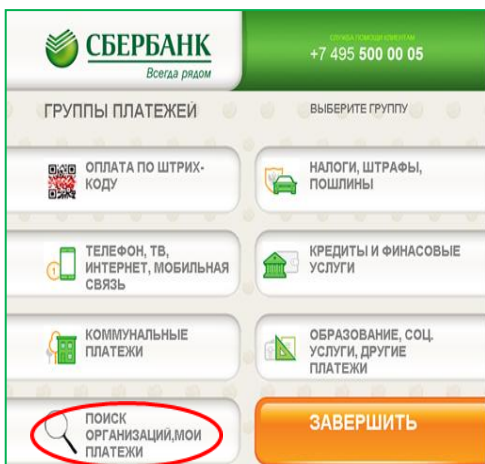 СБЕРБАНК
Всегда рядом
СЛУЖБА ПОМОЩИ КЛИЕНТАМ
+7 495 500 00 05
ГРУППЫ ПЛАТЕЖЕЙ
ВЫБЕРИТЕ ГРУППУ
ОПЛАТА ПО ШТРИХ-
КОДУ
НАЛОГИ, ШТРАФЫ,
ПОШЛИНЫ
ТЕЛЕФОН, ТВ,
ИНТЕРНЕТ, МОБИЛЬНАЯ
СВЯЗЬ
КРЕДИТЫ И ФИНАСОВЫЕ
УСЛУГИ
КОММУНАЛЬНЫЕ
ПЛАТЕЖИ
ОБРАЗОВАНИЕ, СОЦ.
УСЛУГИ, ДРУГИЕ
ПЛАТЕЖИ
ПОИСК
ОРГАНИЗАЦИЙ,МОИ
ПЛАТЕЖИ
ЗАВЕРШИТЬ